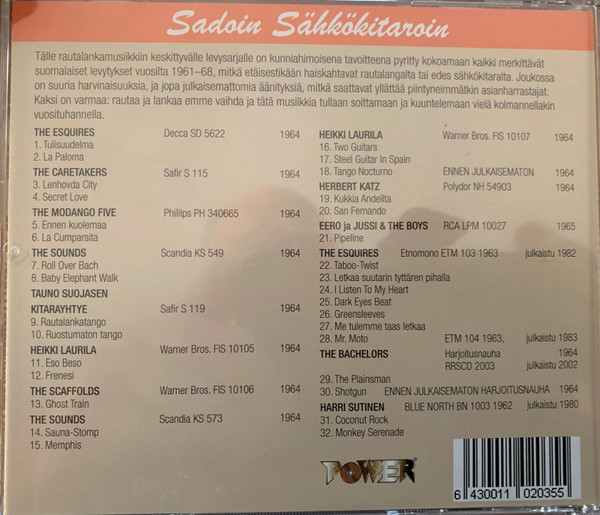 Sadoin Sähkökitaroin
Tälle rautalankamusiikkiin keskittyvälle levysarjalle on kunniahimoisena tavoitteena pyritty kokoamaan kaikki merkittävät
suomalaiset levytykset vuosilta 1961–68, mitkä etäisestikään haiskahtavat rautalangalta tai edes sähkökitaralta. Joukossa
on suuria harvinaisuuksia, ja jopa julkaisemattomia äänityksiä, mitkä saattavat yllättää piintyneimmätkin asianharrastajat.
Kaksi on varmaa: rautaa ja lankaa emme vaihda ja tätä musiikkia tullaan soittamaan ja kuuntelemaan vielä kolmannellakin
vuosituhannella.
THE ESQUIRES Decca SD 5622 1964
1. Tulisuudelma
2. La Paloma
THE CARETAKERS Safir S 115 1964
3. Lenhovda City
4. Secret Love
THE MODANGO FIVE Philips PH 340665 1964
5. Ennen kuolemaa
6. La Cumparsita
THE SOUNDS Scandia KS 549 1964
7. Roll Over Bach
8. Baby Elephant Walk
TAUNO SUOJASEN
KITARAYHTYE Safir S 119 1964
9. Rautalankatango
10. Ruostumaton tango
HEIKKI LAURILA Warner Bros. FIS 10105 1964
11. Eso Beso
12. Frenesi
THE SCAFFOLDS Warner Bros. FIS 10106 1964
13. Ghost Train
THE SOUNDS Scandia KS 573 1964
14. Sauna-Stomp
15. Memphis
HEIKKI LAURILA Warner Bros. FIS 10107 1964
16. Two Guitars
17. Steel Guitar In Spain
18. Tango Nocturno ENNEN JULKAISEMATON 1964
HERBERT KATZ Polydor NH 54903 1964
19. Kukkia Andeilta
20. San Fernando
EERO ja JUSSI & THE BOYS RCA LPM 10027 1965
21. Pipeline
THE ESQUIRES Etnomono ETM 103 1963 julkaistu 1982
22. Taboo-Twist
23. Letkaa suutarin tyttären pihalla
24. I Listen To My Heart
25. Dark Eyes Beat
26. Greensleeves
27. Me tulemme taas letkaa
28. Mr. Moto ETM 104 1963, julkaistu 1983
THE BACHELORS Harjoitusnauha 1964
RRSCD 2003 julkaistu 2002
29. The Plainsman
30. Shotgun ENNEN JULKAISEMATON HARJOITUSNAUHA 1964
HARRI SUTINEN BLUE NORTH BN 1003 1962 julkaistu 1980
31. Coconut Rock
32. Monkey Serenade
POWER
6 430011 020355